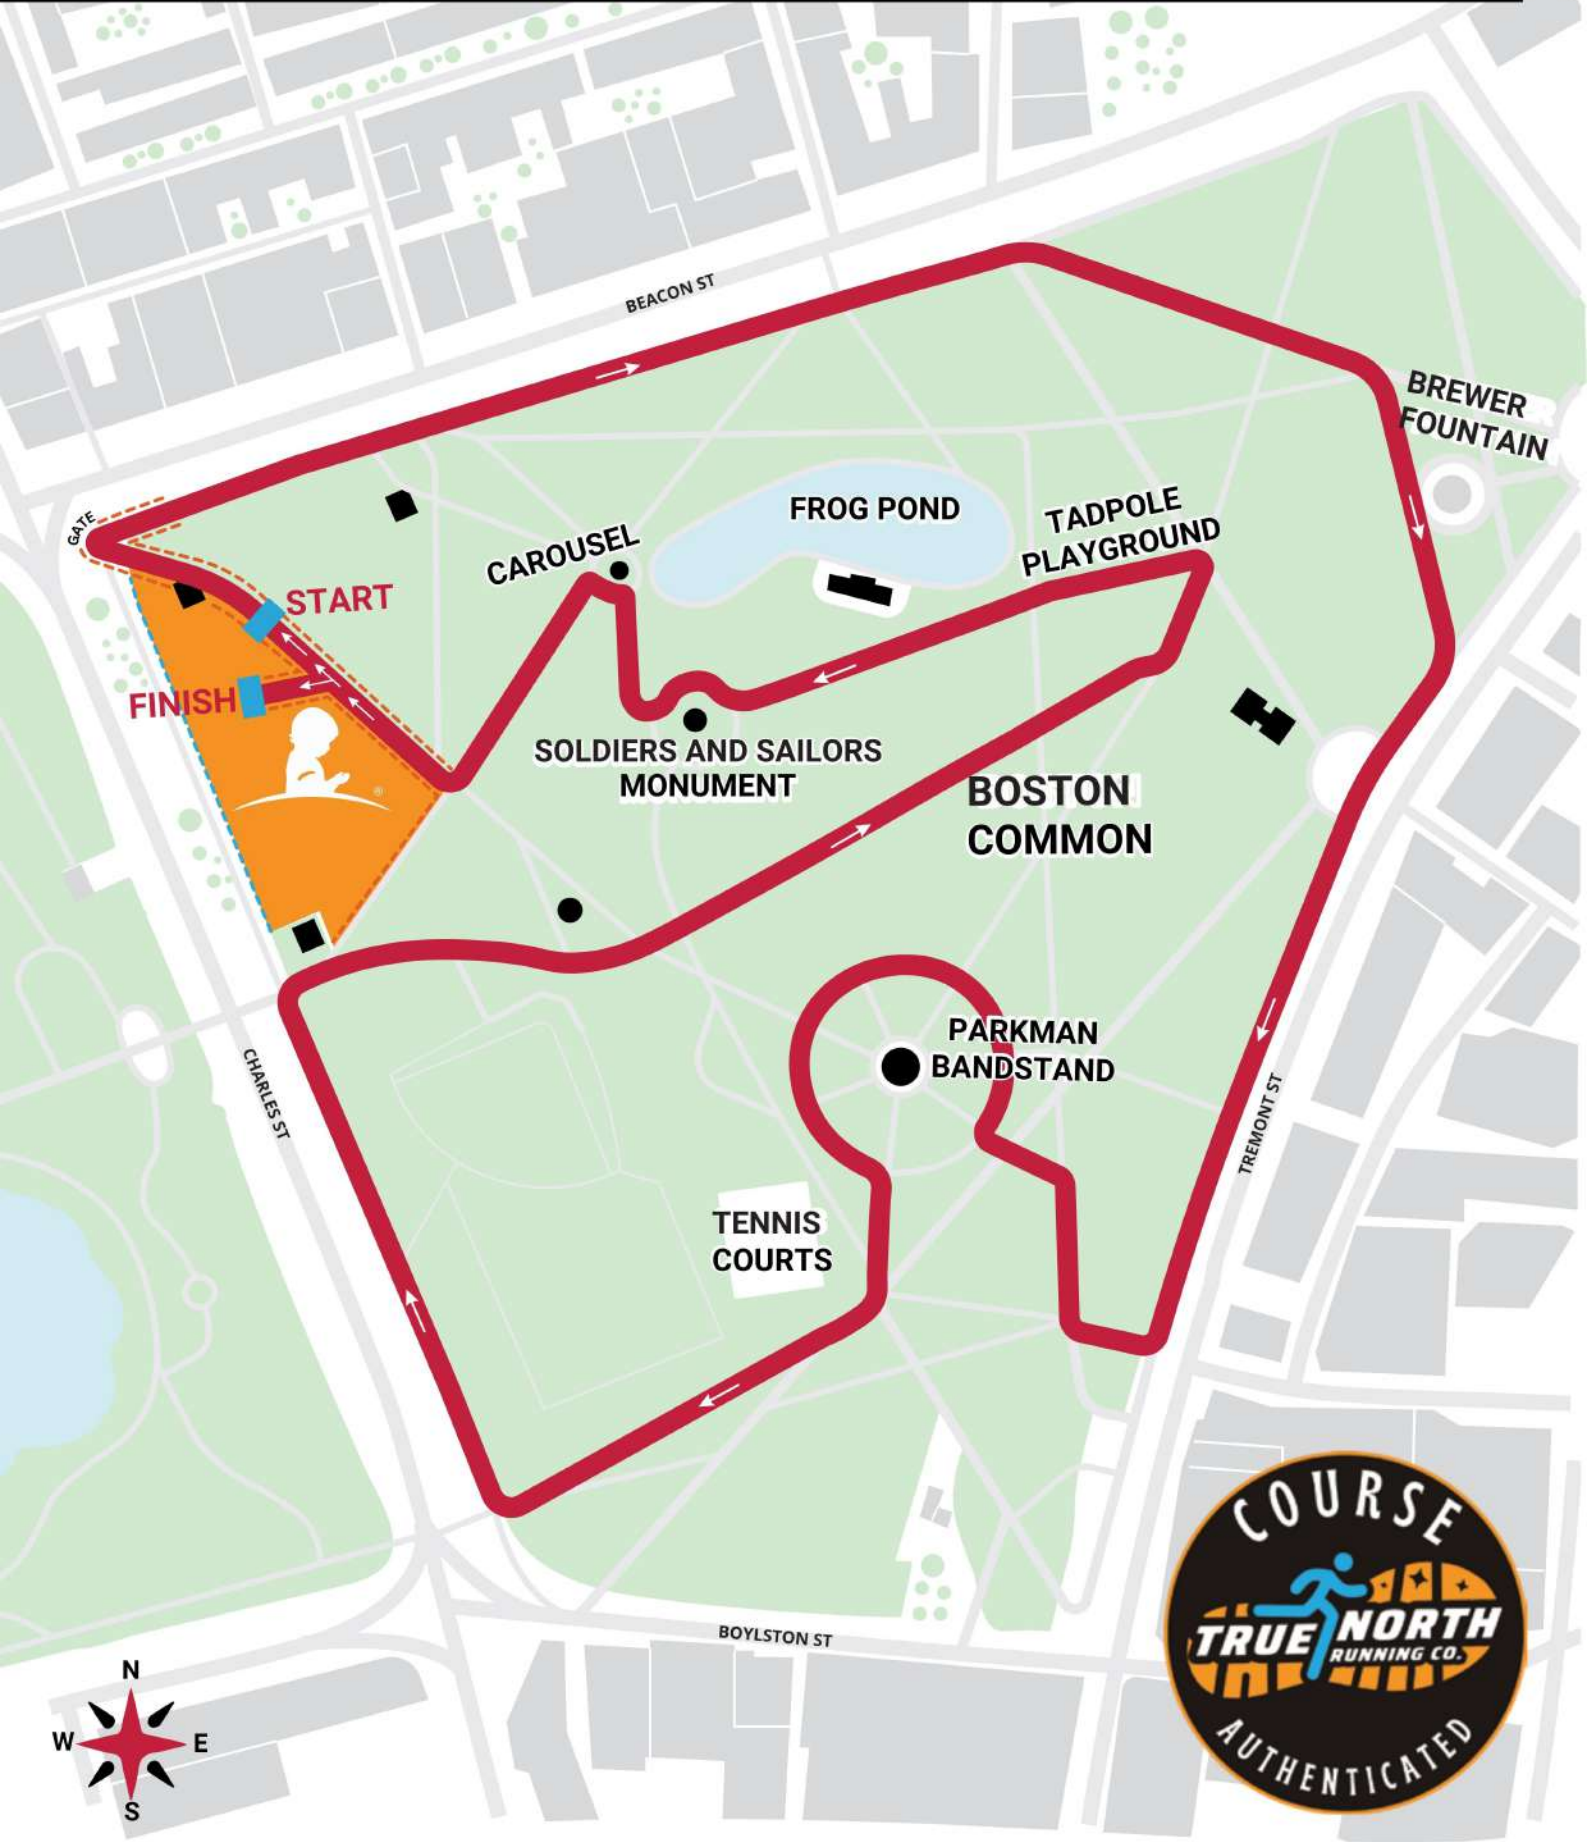 BEACON ST
BREWER
FOUNTAIN
GATE
FROG POND
TADPOLE
PLAYGROUND
CAROUSEL
START
FINISH
®
SOLDIERS AND SAILORS
MONUMENT
BOSTON
COMMON
PARKMAN
BANDSTAND
CHARLES ST
TREMONT ST
TENNIS
COURTS
BOYLSTON ST
COURSE
TRUE NORTH
RUNNING CO.
AUTHENTICATED
N
W E
S